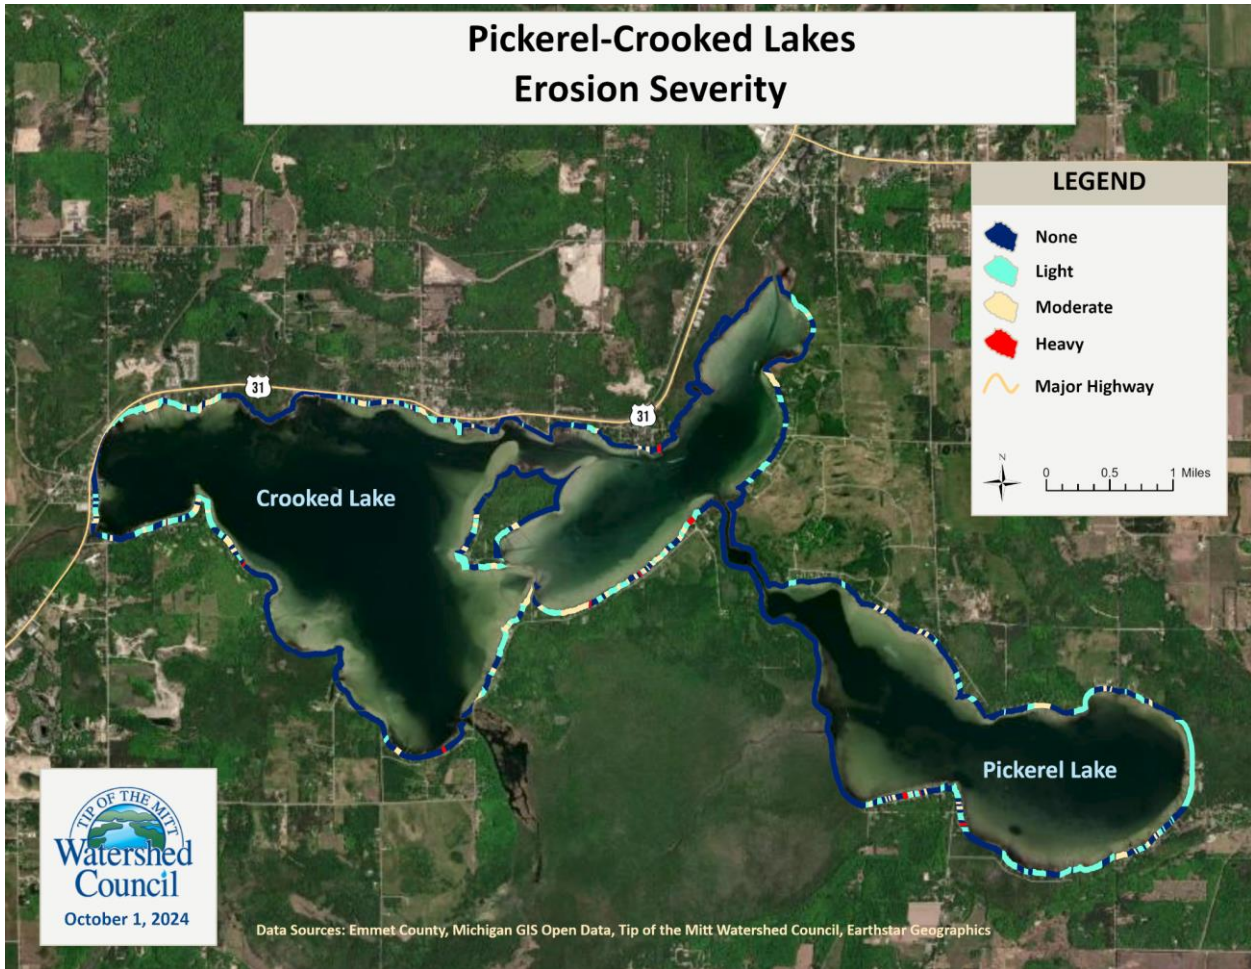 Pickerel-Crooked Lakes
Erosion Severity
LEGEND
None
Light
Moderate
Heavy
Major Highway
N
0 0.5 1 Miles
31
31
Crooked Lake
Pickerel Lake
TIP OF THE MITT
Watershed
Council
October 1, 2024
Data Sources: Emmet County, Michigan GIS Open Data, Tip of the Mitt Watershed Council, Earthstar Geographics